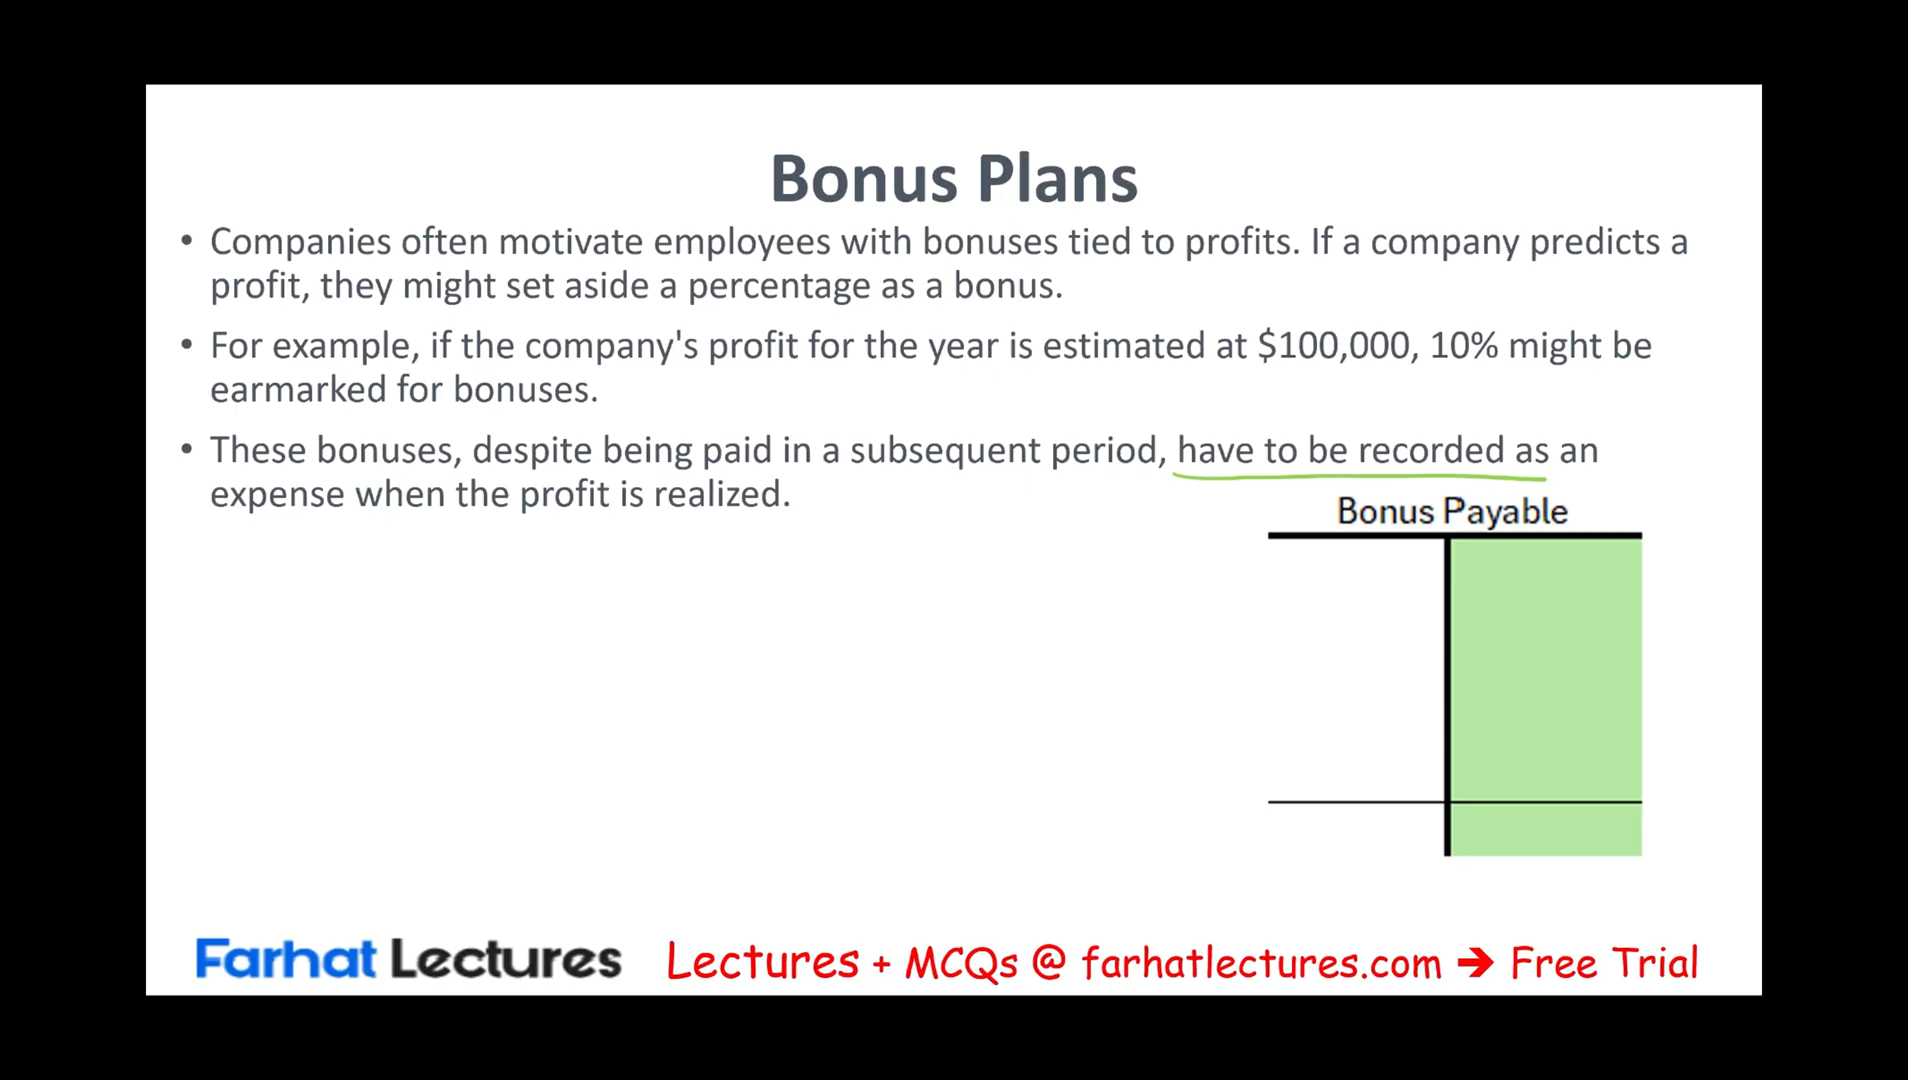 Bonus Plans
• Companies often motivate employees with bonuses tied to profits. If a company predicts a
profit, they might set aside a percentage as a bonus.
• For example, if the company's profit for the year is estimated at $100,000, 10% might be
earmarked for bonuses.
• These bonuses, despite being paid in a subsequent period, have to be recorded as an
expense when the profit is realized.
Bonus Payable
Farhat Lectures
Lectures + MCQs @ farhatlectures.com → Free Trial